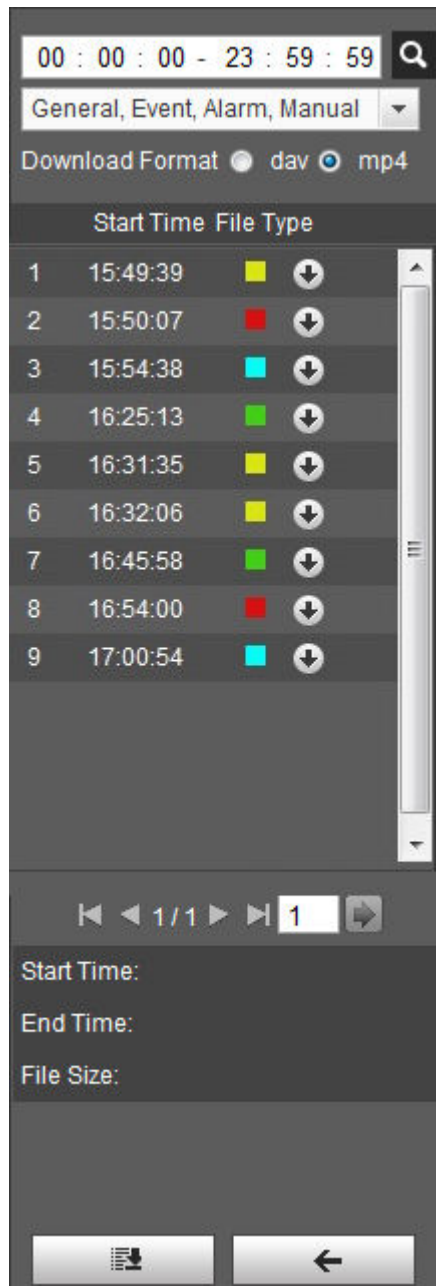 00 : 00 : 00 - 23 : 59 : 59
General, Event, Alarm, Manual
Download Format dav mp4
Start Time File Type
1 15:49:39
2 15:50:07
3 15:54:38
4 16:25:13
5 16:31:35
6 16:32:06
7 16:45:58
8 16:54:00
9 17:00:54
1 / 1 1
Start Time:
End Time:
File Size: